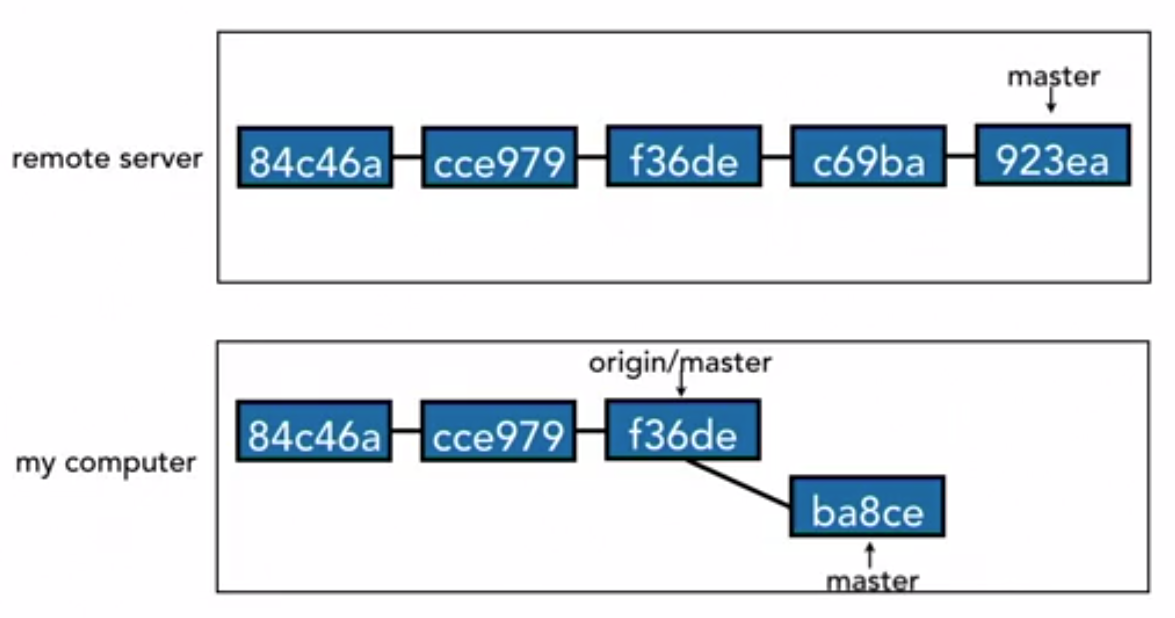 master
remote server
84c46a
cce979
f36de
c69ba
923ea
origin/master
my computer
84c46a
cce979
f36de
ba8ce
master